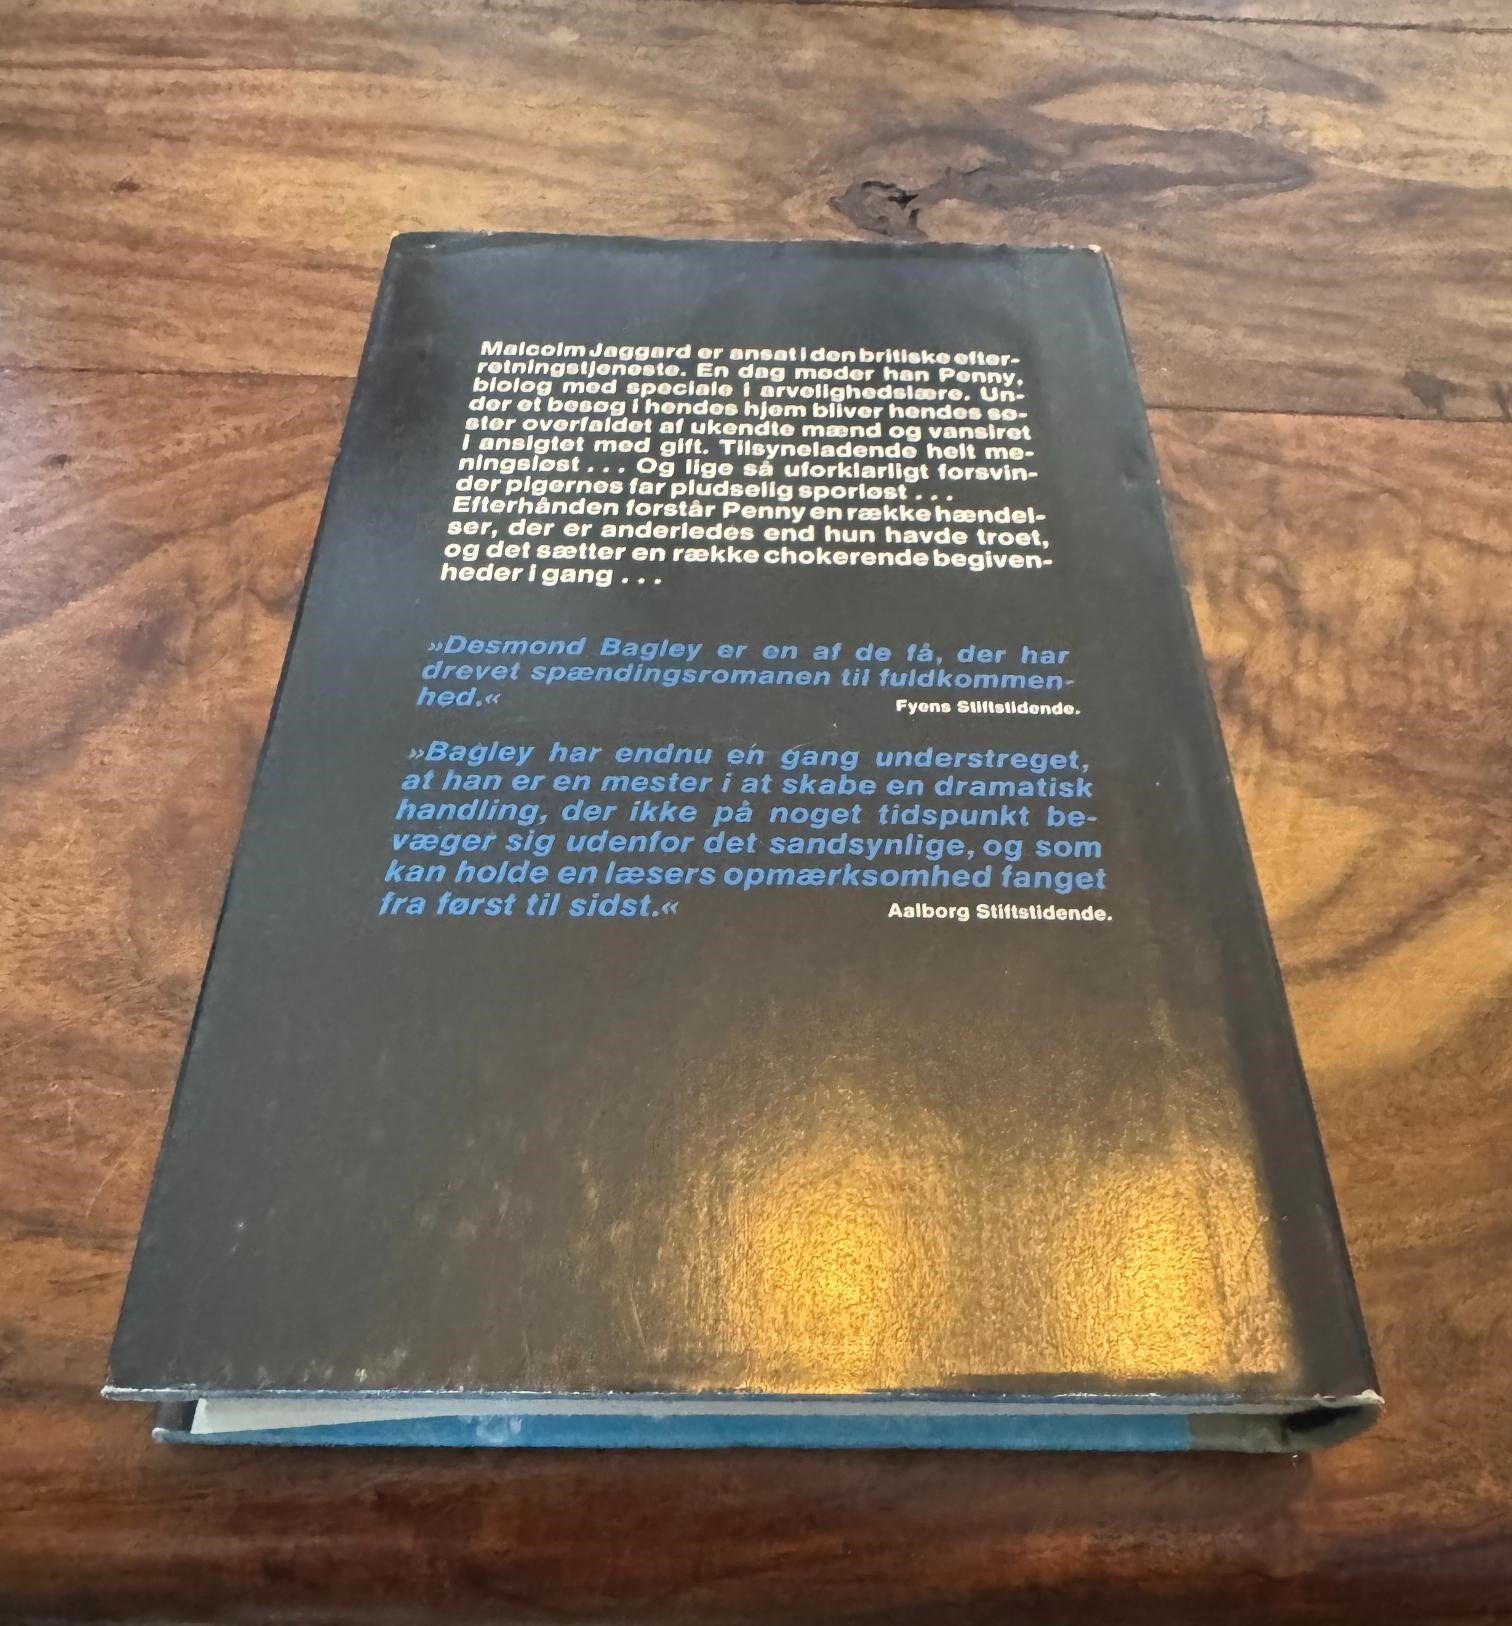 Malcolm Jaggard er ansat i den britiske efter-
retningstjeneste. En dag møder han Penny,
biolog med speciale i arvelighedslære. Un-
der et besøg i hendes hjem bliver hendes sø-
ster overfaldet af ukendte mænd og vansiret
i ansigtet med gift. Tilsyneladende helt me-
ningsløst . . . Og lige så uforklarligt forsvin-
der pigernes far pludselig sporløst . . .
Efterhånden forstår Penny en række hændel-
ser, der er anderledes end hun havde troet,
og det sætter en række chokerende begiven-
heder i gang . . .
»Desmond Bagley er en af de få, der har
drevet spændingsromanen til fuldkommen-
hed.« Fyens Stiftstidende.
»Bagley har endnu en gang understreget,
at han er en mester i at skabe en dramatisk
handling, der ikke på noget tidspunkt be-
væger sig udenfor det sandsynlige, og som
kan holde en læsers opmærksomhed fanget
fra først til sidst.« Aalborg Stiftstidende.